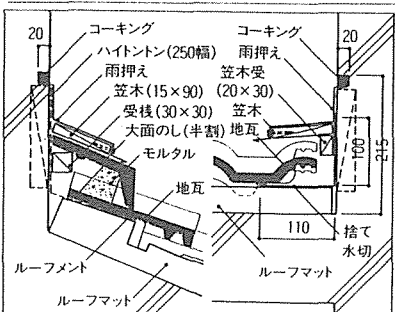 コーキング
20
ハイトントン(250幅)
雨押え
笠木(15×90)
受桟(30×30)
大面のし(半割)
モルタル
地瓦
ルーフメント
ルーフマット
コーキング
雨押え
20
笠木受
(20×30)
笠木
地瓦
100
215
110
捨て
水切
ルーフマット